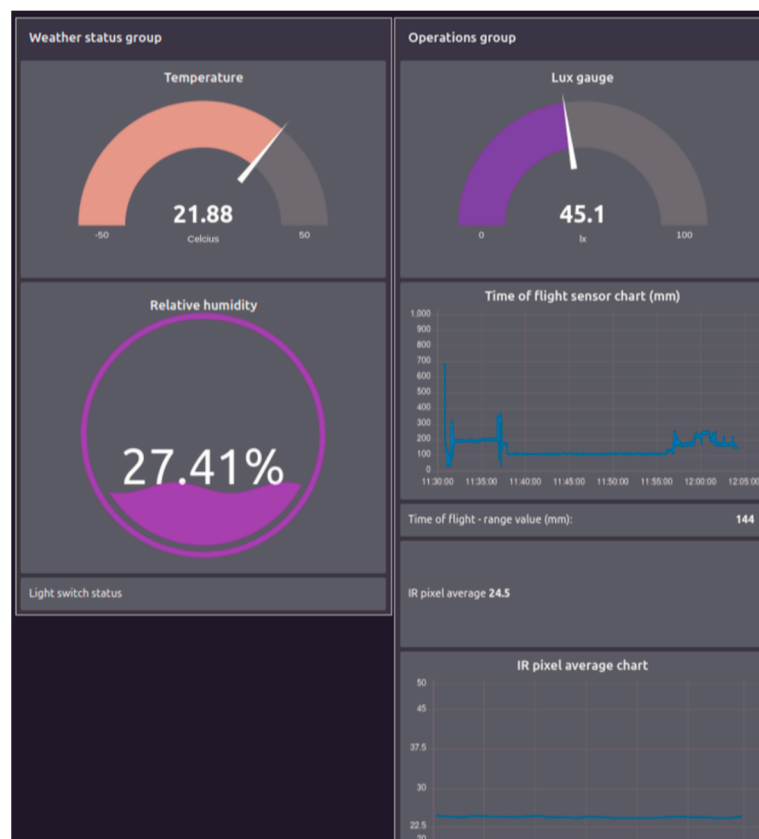 Weather status group
Temperature
21.88
-50
Celcius
50
Relative humidity
27.41%
Light switch status
Operations group
Lux gauge
45.1
0
lx
100
Time of flight sensor chart (mm)
1,000
900
800
700
600
500
400
300
200
100
0
11:30:00 11:35:00 11:40:00 11:45:00 11:50:00 11:55:00 12:00:00 12:05:00
Time of flight - range value (mm): 144
IR pixel average 24.5
IR pixel average chart
50
45
37.5
30
22.5
20